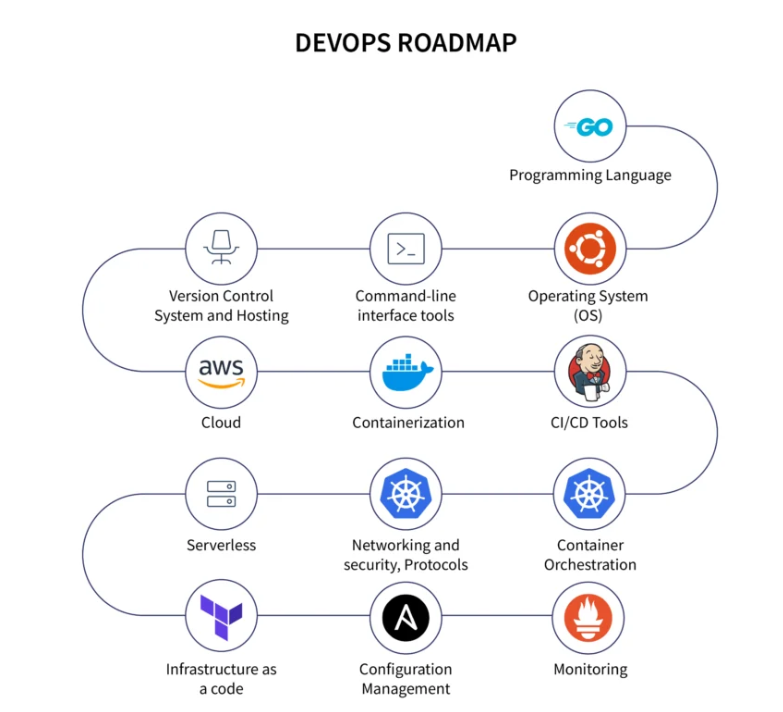 DEVOPS ROADMAP
GO
Programming Language
>_
Version Control
System and Hosting
Command-line
interface tools
Operating System
(OS)
aws
Cloud
Containerization
CI/CD Tools
Serverless
Networking and
security, Protocols
Container
Orchestration
A
Infrastructure as
a code
Configuration
Management
Monitoring